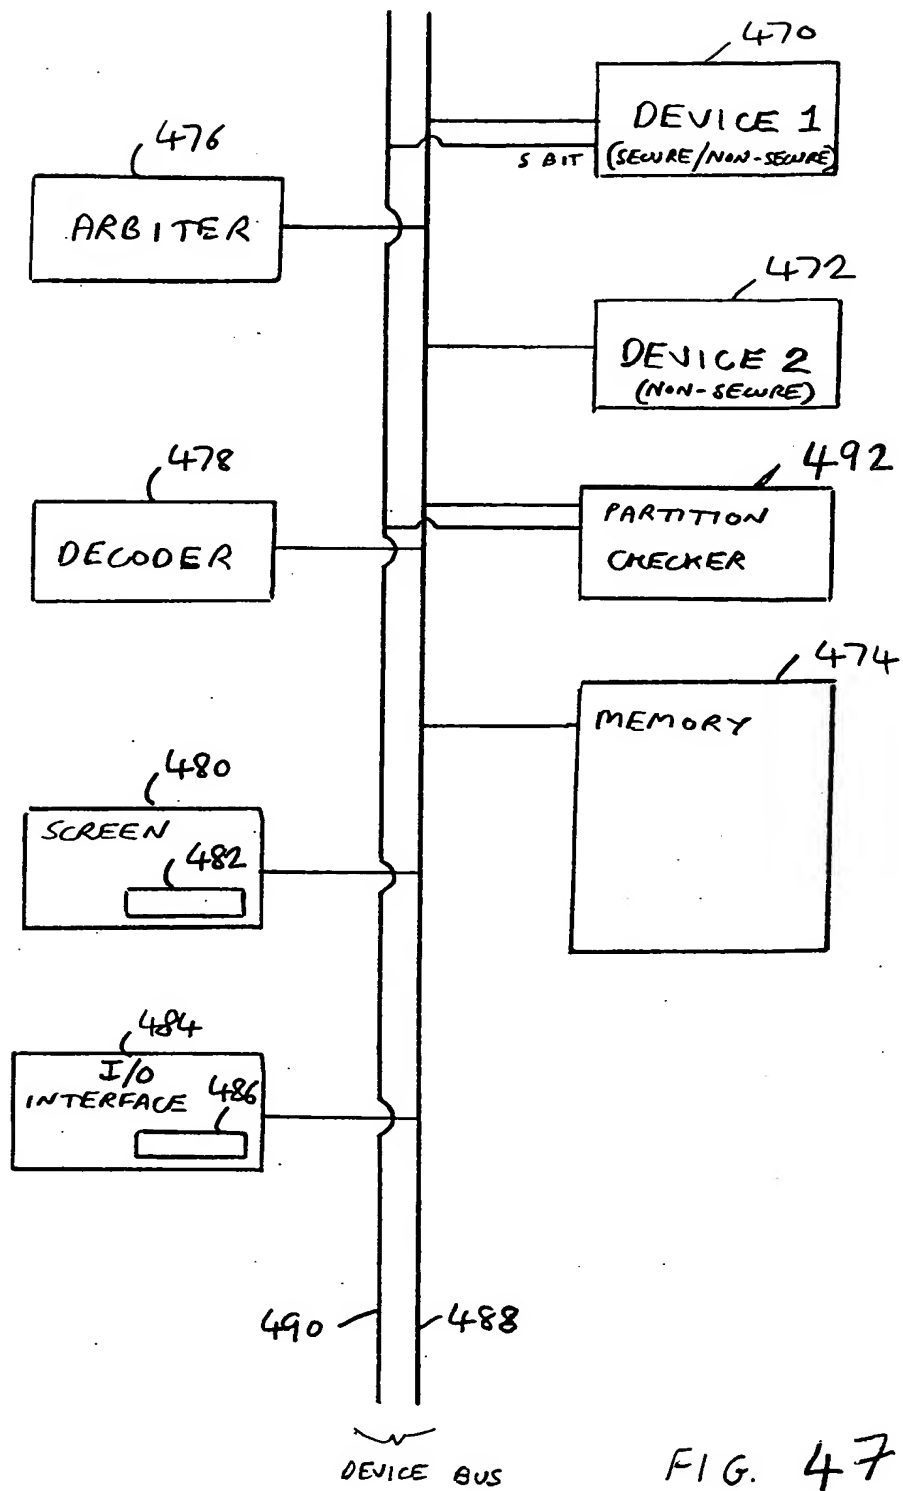 470
DEVICE 1
(SECURE/NON-SECURE)
S BIT
476
ARBITER
472
DEVICE 2
(NON-SECURE)
478
DECODER
492
PARTITION
CHECKER
474
MEMORY
480
SCREEN
482
484
I/O
INTERFACE
486
490
488
DEVICE BUS
FIG. 47